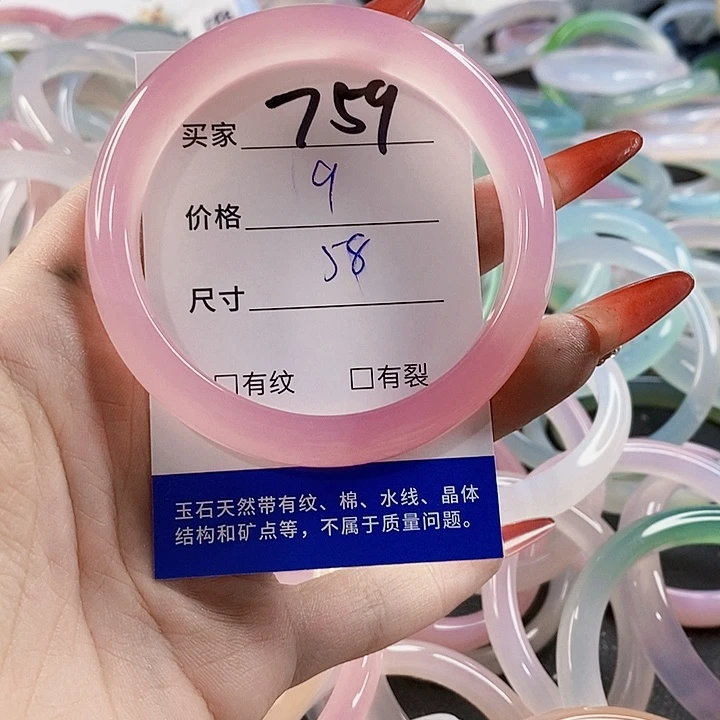 买家 759
价格 9
尺寸 58
□有纹 □有裂
玉石天然带有纹、棉、水线、晶体
结构和矿点等，不属于质量问题。